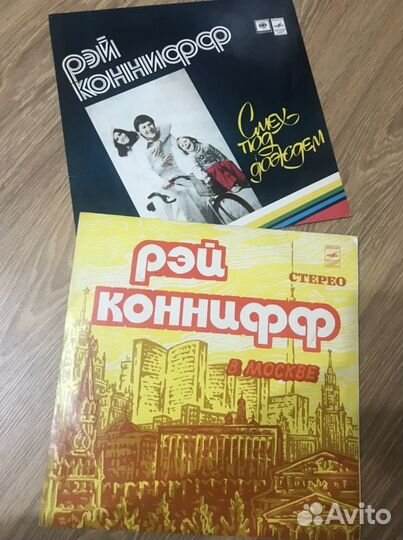 РЭЙ
КОННИФФ
Смех
под
дождем
РЭЙ
СТЕРЕО
КОННИФФ
В МОСКВЕ
Avito